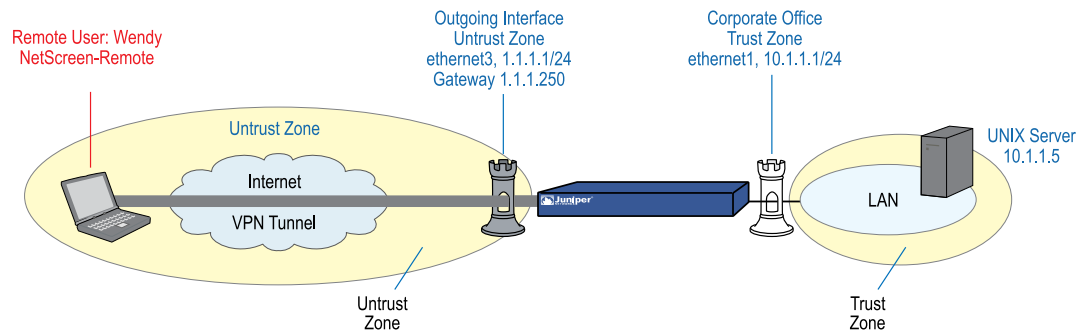 Remote User: Wendy
NetScreen-Remote
Outgoing Interface
Untrust Zone
ethernet3, 1.1.1.1/24
Gateway 1.1.1.250
Corporate Office
Trust Zone
ethernet1, 10.1.1.1/24
Untrust Zone
Internet
VPN Tunnel
Juniper
LAN
UNIX Server
10.1.1.5
Untrust
Zone
Trust
Zone